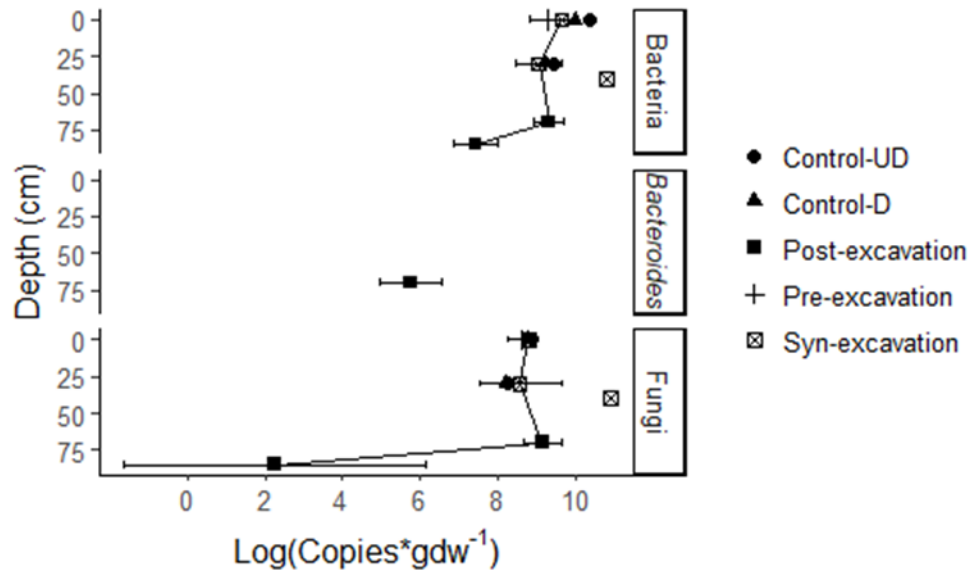 Depth (cm)
0
25
50
75
Bacteria
0
25
50
75
Bacteroides
0
25
50
75
Fungi
0 2 4 6 8 10
Log(Copies*gdw⁻¹)
Control-UD
Control-D
Post-excavation
Pre-excavation
Syn-excavation